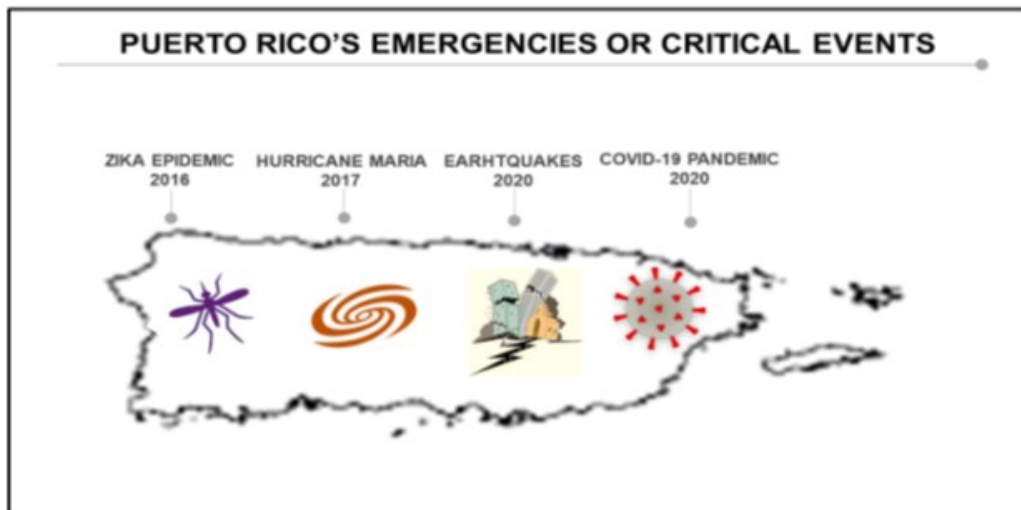 PUERTO RICO'S EMERGENCIES OR CRITICAL EVENTS
ZIKA EPIDEMIC
2016
HURRICANE MARIA
2017
EARHTQUAKES
2020
COVID-19 PANDEMIC
2020